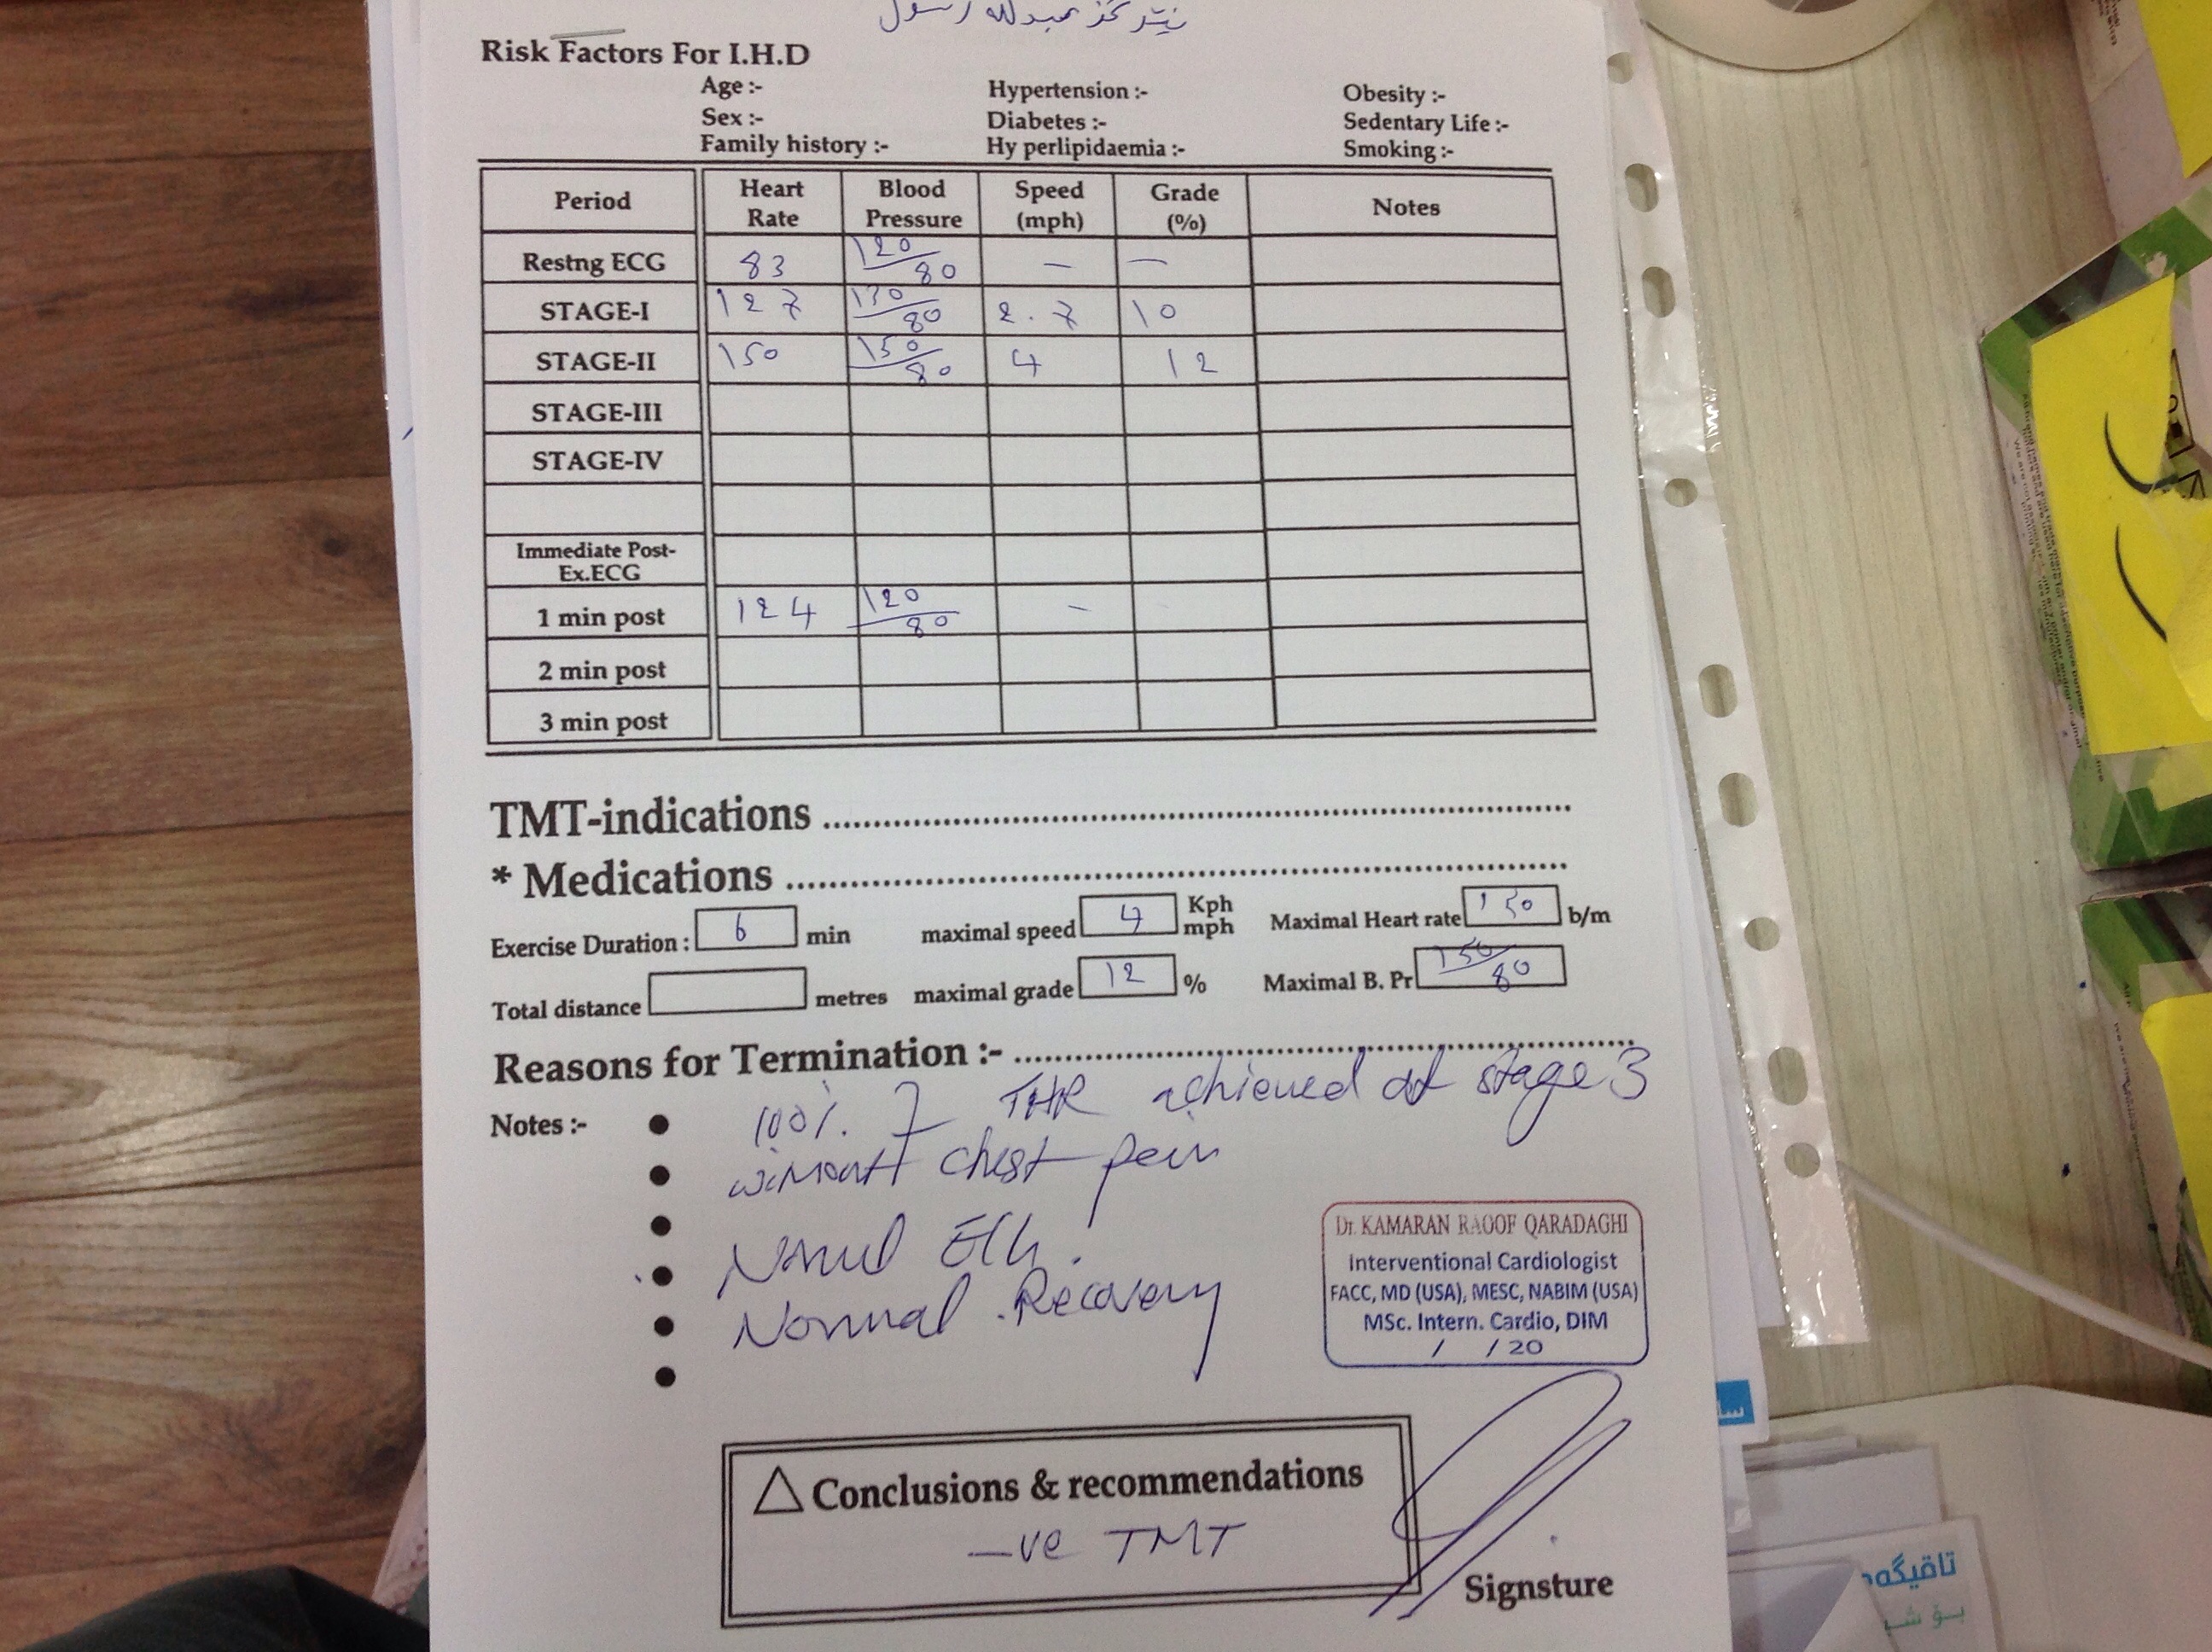 عبدالله رسول
Risk Factors For I.H.D
Age :- Hypertension :- Obesity :-
Sex :- Diabetes :- Sedentary Life :-
Family history :- Hy perlipidaemia :- Smoking :-
Period Heart Rate Blood Pressure Speed (mph) Grade (%) Notes
Restng ECG 83 120/80 — —
STAGE-I 127 130/80 2.7 10
STAGE-II 150 150/80 4 12
STAGE-III
STAGE-IV
Immediate Post-
Ex.ECG
1 min post 124 120/80 -
2 min post
3 min post
TMT-indications
* Medications
Exercise Duration : 6 min maximal speed 4 Kph mph Maximal Heart rate 150 b/m
Total distance metres maximal grade 12 % Maximal B. Pr 150/80
Reasons for Termination :-
Notes :- 100% of THR achieved at stage 3
without chest pain
Normal ECG.
Normal Recovery
Dr. KAMARAN RAOOF QARADAGHI
Interventional Cardiologist
FACC, MD (USA), MESC, NABIM (USA)
MSc. Intern. Cardio, DIM
/ / 20
Conclusions & recommendations
-ve TMT
Signsture
تاقیگه
بۆ شـ